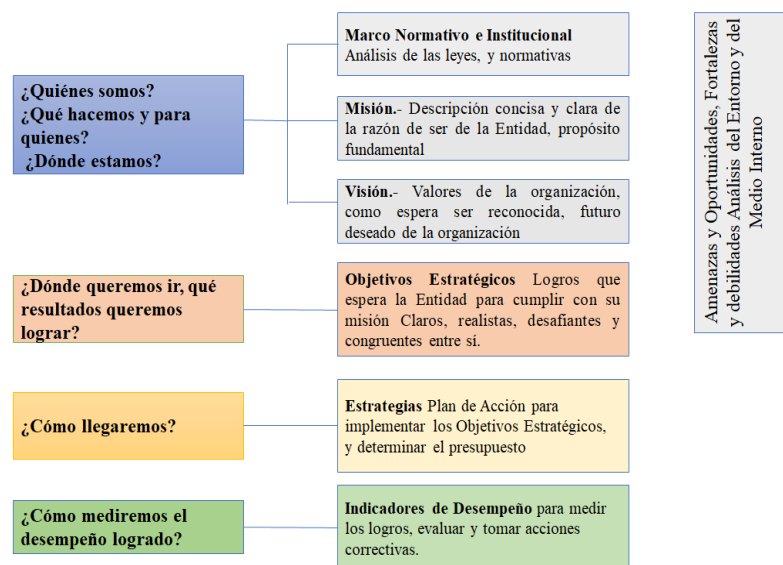 ¿Quiénes somos?
¿Qué hacemos y para
quienes?
¿Dónde estamos?
Marco Normativo e Institucional
Análisis de las leyes, y normativas
Misión.- Descripción concisa y clara de
la razón de ser de la Entidad, propósito
fundamental
Visión.- Valores de la organización,
como espera ser reconocida, futuro
deseado de la organización
¿Dónde queremos ir, qué
resultados queremos
lograr?
Objetivos Estratégicos Logros que
espera la Entidad para cumplir con su
misión Claros, realistas, desafiantes y
congruentes entre sí.
¿Cómo llegaremos?
Estrategias Plan de Acción para
implementar los Objetivos Estratégicos,
y determinar el presupuesto
¿Cómo mediremos el
desempeño logrado?
Indicadores de Desempeño para medir
los logros, evaluar y tomar acciones
correctivas.
Amenazas y Oportunidades, Fortalezas
y debilidades Análisis del Entorno y del
Medio Interno